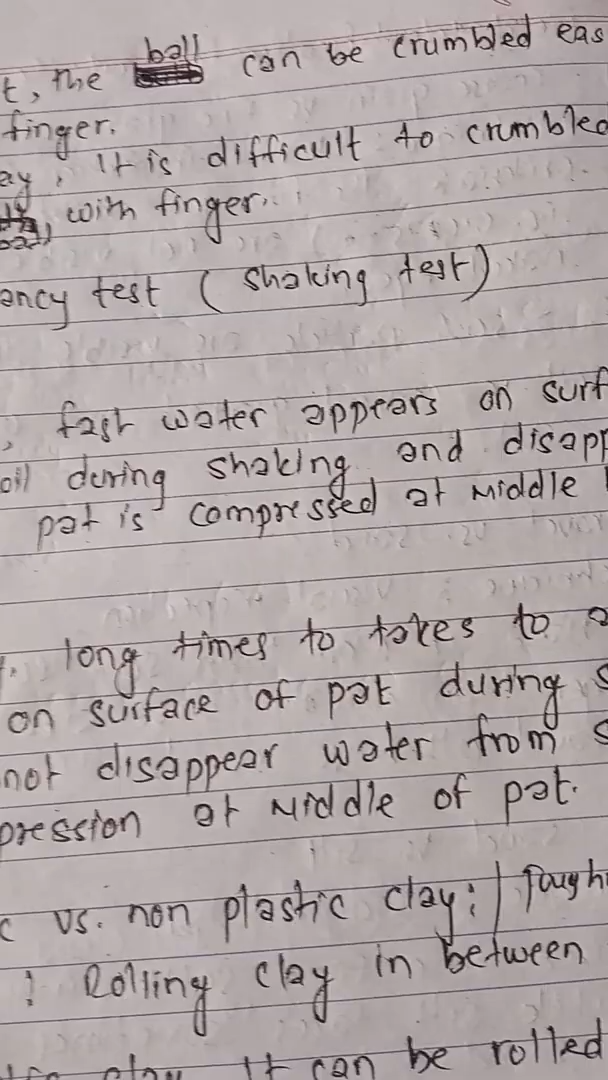 t, the ball can be crumbled eas
finger.
ay, It is difficult to crumbled
with finger.
ancy test (shaking test)
, fast water appears on surf
oil during shaking and disapp
pat is compressed at Middle
. long times to takes to a
on surface of pat during s
not disappear water from s
pression at Middle of pat.
c vs. non plastic clay: | Tough
: Rolling clay in between
clay It can be rolled